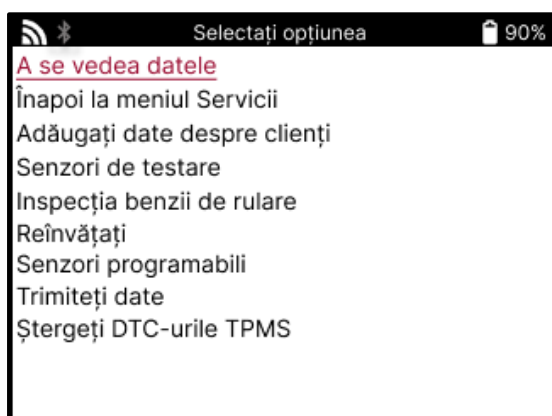 Selectați opțiunea 90%
A se vedea datele
Înapoi la meniul Servicii
Adăugați date despre clienți
Senzori de testare
Inspecția benzii de rulare
Reînvățați
Senzori programabili
Trimiteți date
Ștergeți DTC-urile TPMS